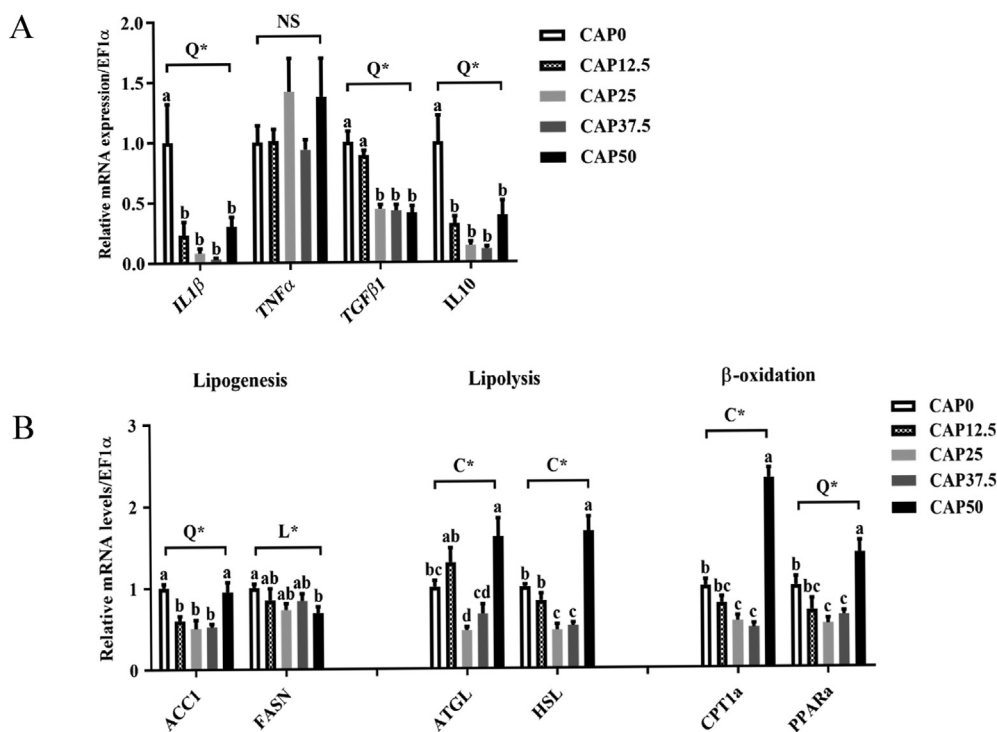 A
Relative mRNA expression/EF1α
2.0
1.5
1.0
0.5
0.0
Q*
NS
Q*
Q*
a
b
b
b
b
a
a
b
b
b
a
b
b
b
b
IL1β
TNFα
TGFβ1
IL10
CAP0
CAP12.5
CAP25
CAP37.5
CAP50
B
Lipogenesis
Lipolysis
β-oxidation
Relative mRNA levels/EF1α
3
2
1
0
Q*
L*
C*
C*
C*
Q*
a
b
b
b
a
a
ab
ab
ab
b
bc
ab
d
cd
a
b
b
c
c
a
b
bc
c
c
a
b
bc
c
c
a
ACC1
FASN
ATGL
HSL
CPT1a
PPARa
CAP0
CAP12.5
CAP25
CAP37.5
CAP50